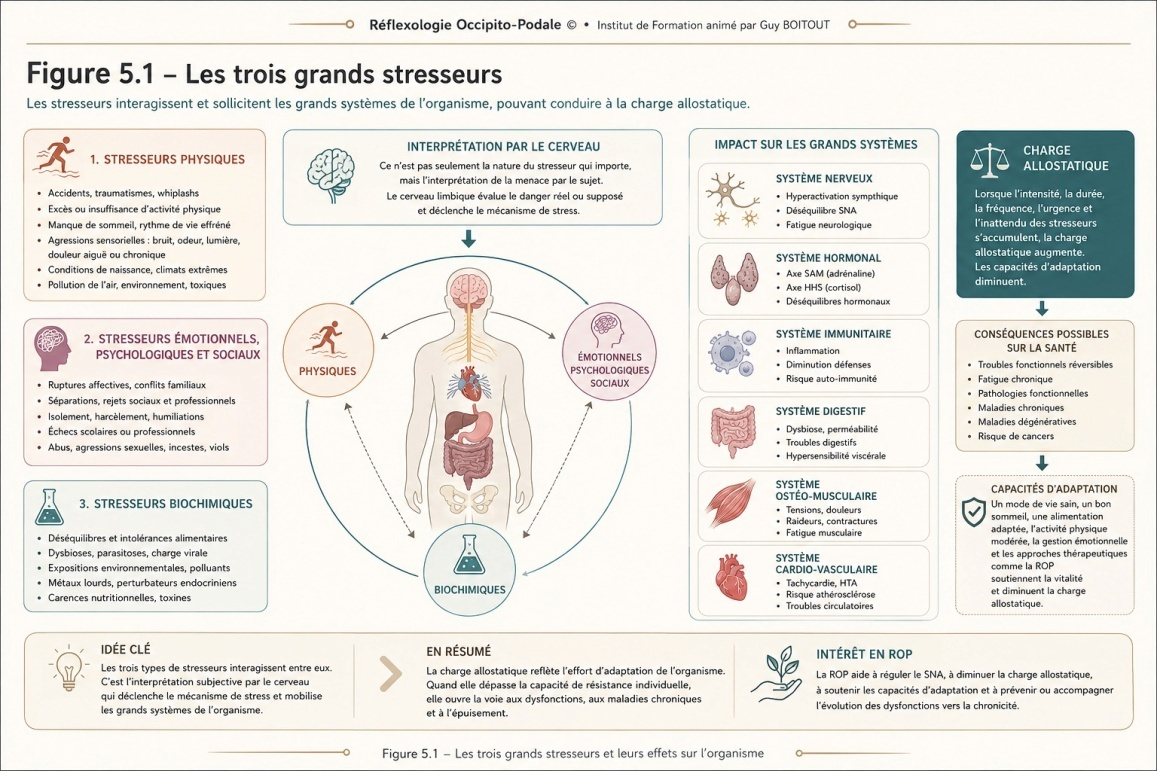 Réflexologie Occipito-Podale © • Institut de Formation animé par Guy BOITOUT
Figure 5.1 – Les trois grands stresseurs
Les stresseurs interagissent et sollicitent les grands systèmes de l'organisme, pouvant conduire à la charge allostatique.
1. STRESSEURS PHYSIQUES
• Accidents, traumatismes, whiplashs
• Excès ou insuffisance d'activité physique
• Manque de sommeil, rythme de vie effréné
• Agressions sensorielles : bruit, odeur, lumière,
douleur aiguë ou chronique
• Conditions de naissance, climats extrêmes
• Pollution de l'air, environnement, toxiques
2. STRESSEURS ÉMOTIONNELS,
PSYCHOLOGIQUES ET SOCIAUX
• Ruptures affectives, conflits familiaux
• Séparations, rejets sociaux et professionnels
• Isolement, harcèlement, humiliations
• Échecs scolaires ou professionnels
• Abus, agressions sexuelles, incestes, viols
3. STRESSEURS BIOCHIMIQUES
• Déséquilibres et intolérances alimentaires
• Dysbioses, parasitoses, charge virale
• Expositions environnementales, polluants
• Métaux lourds, perturbateurs endocriniens
• Carences nutritionnelles, toxines
INTERPRÉTATION PAR LE CERVEAU
Ce n'est pas seulement la nature du stresseur qui importe,
mais l'interprétation de la menace par le sujet.
Le cerveau limbique évalue le danger réel ou supposé
et déclenche le mécanisme de stress.
PHYSIQUES
ÉMOTIONNELS
PSYCHOLOGIQUES
SOCIAUX
BIOCHIMIQUES
IMPACT SUR LES GRANDS SYSTÈMES
SYSTÈME NERVEUX
• Hyperactivation sympthique
• Déséquilibre SNA
• Fatigue neurologique
SYSTÈME HORMONAL
• Axe SAM (adrénaline)
• Axe HHS (cortisol)
• Déséquilibres hormonaux
SYSTÈME IMMUNITAIRE
• Inflammation
• Diminution défenses
• Risque auto-immunité
SYSTÈME DIGESTIF
• Dysbiose, perméabilité
• Troubles digestifs
• Hypersensibilité viscérale
SYSTÈME
OSTÉO-MUSCULAIRE
• Tensions, douleurs
• Raideurs, contractures
• Fatigue musculaire
SYSTÈME
CARDIO-VASCULAIRE
• Tachycardie, HTA
• Risque athérosclérose
• Troubles circulatoires
CHARGE
ALLOSTATIQUE
Lorsque l'intensité, la durée,
la fréquence, l'urgence et
l'inattendu des stresseurs
s'accumulent, la charge
allostatique augmente.
Les capacités d'adaptation
diminuent.
CONSÉQUENCES POSSIBLES
SUR LA SANTÉ
• Troubles fonctionnels réversibles
• Fatigue chronique
• Pathologies fonctionnelles
• Maladies chroniques
• Maladies dégénératives
• Risque de cancers
CAPACITÉS D'ADAPTATION
Un mode de vie sain, un bon
sommeil, une alimentation
adaptée, l'activité physique
modérée, la gestion émotionnelle
et les approches thérapeutiques
comme la ROP
soutiennent la vitalité
et diminuent la charge
allostatique.
IDÉE CLÉ
Les trois types de stresseurs interagissent entre eux.
C'est l'interprétation subjective par le cerveau
qui déclenche le mécanisme de stress et mobilise
les grands systèmes de l'organisme.
EN RÉSUMÉ
La charge allostatique reflète l'effort d'adaptation de l'organisme.
Quand elle dépasse la capacité de résistance individuelle,
elle ouvre la voie aux dysfonctions, aux maladies chroniques
et à l'épuisement.
INTÉRÊT EN ROP
La ROP aide à réguler le SNA, à diminuer la charge allostatique,
à soutenir les capacités d'adaptation et à prévenir ou accompagner
l'évolution des dysfonctions vers la chronicité.
Figure 5.1 – Les trois grands stresseurs et leurs effets sur l'organisme